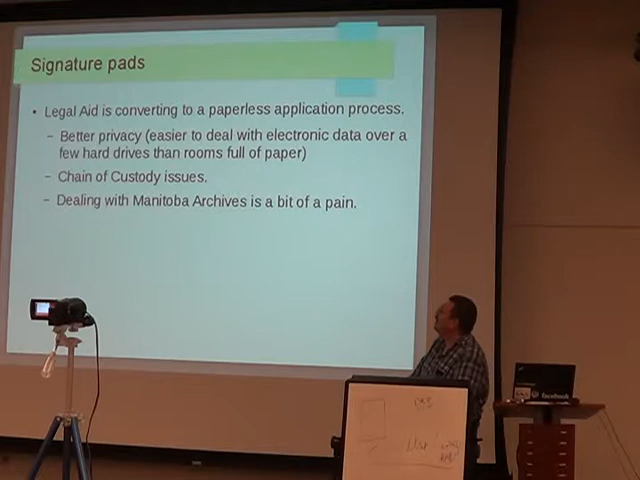 Signature pads
• Legal Aid is converting to a paperless application process.
– Better privacy (easier to deal with electronic data over a
few hard drives than rooms full of paper)
– Chain of Custody issues.
– Dealing with Manitoba Archives is a bit of a pain.
facebook